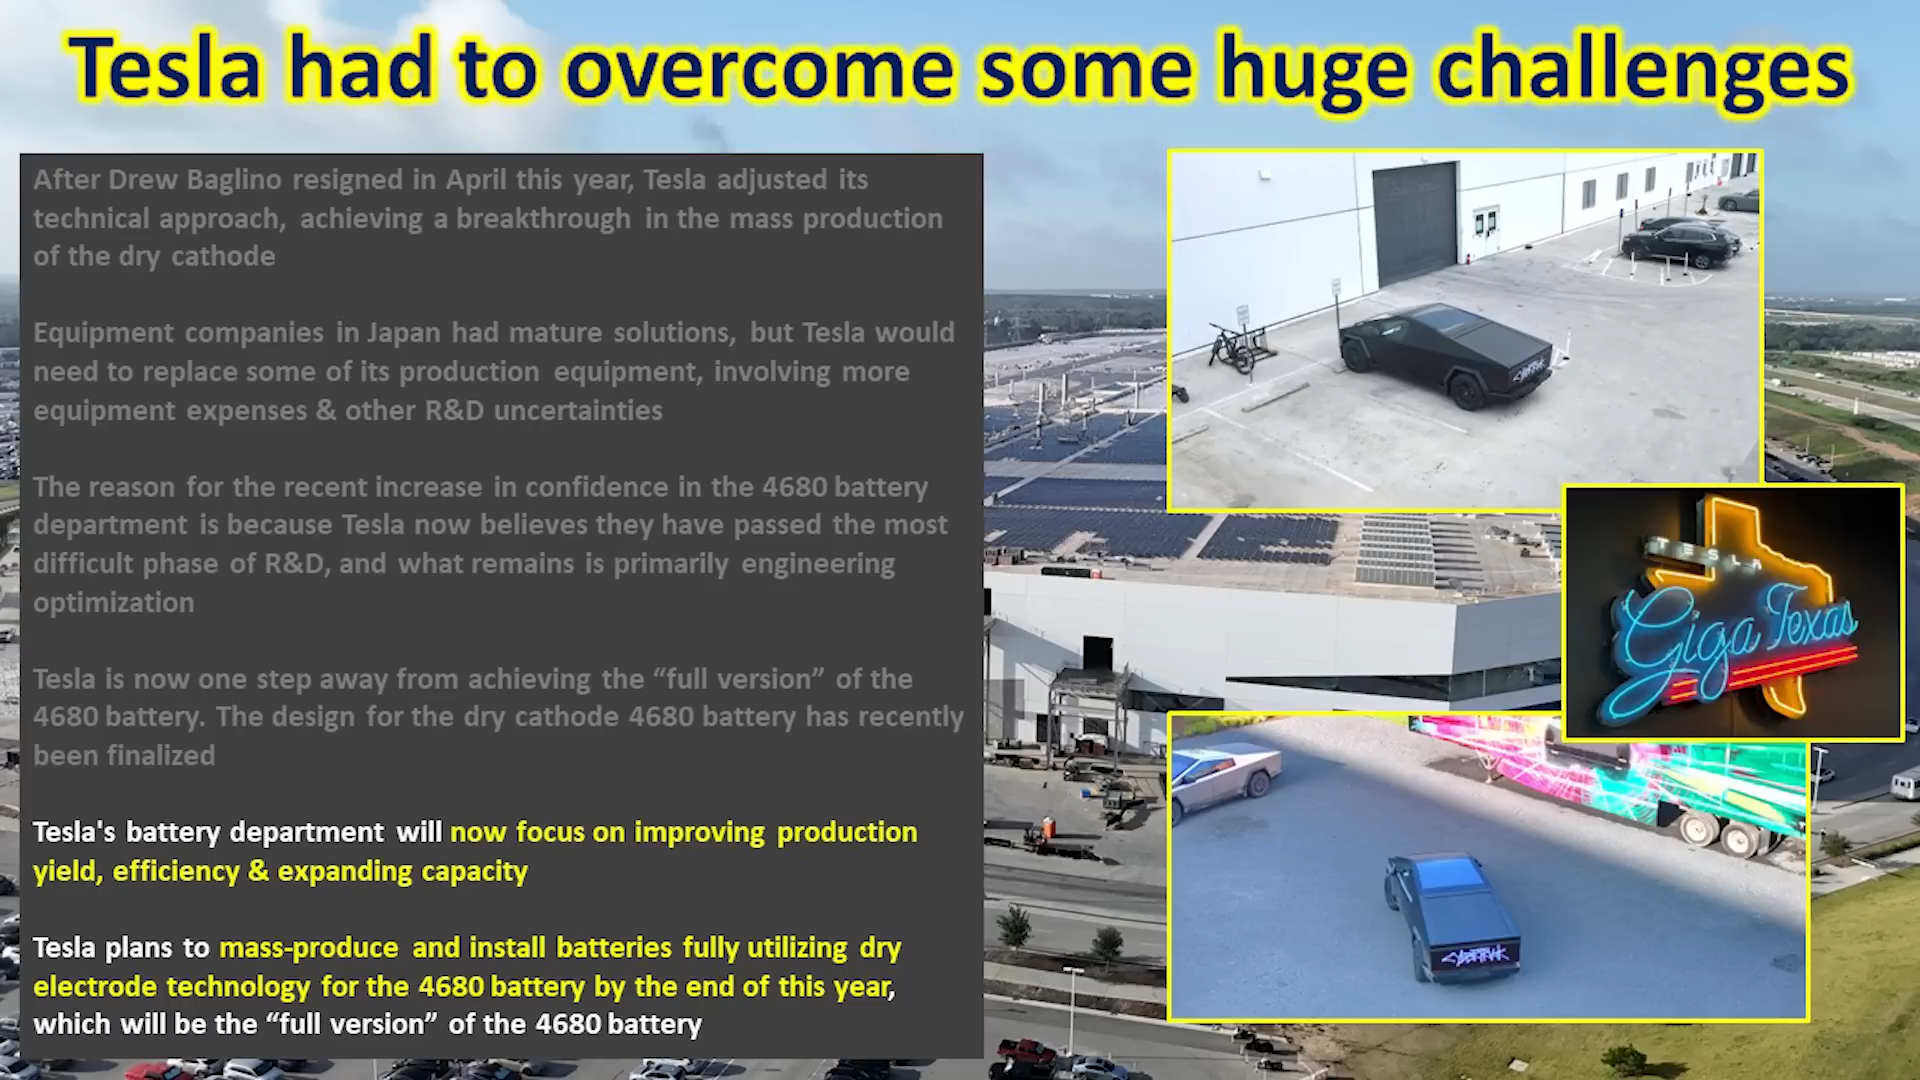 Tesla had to overcome some huge challenges
After Drew Baglino resigned in April this year, Tesla adjusted its
technical approach, achieving a breakthrough in the mass production
of the dry cathode
Equipment companies in Japan had mature solutions, but Tesla would
need to replace some of its production equipment, involving more
equipment expenses & other R&D uncertainties
The reason for the recent increase in confidence in the 4680 battery
department is because Tesla now believes they have passed the most
difficult phase of R&D, and what remains is primarily engineering
optimization
Tesla is now one step away from achieving the “full version” of the
4680 battery. The design for the dry cathode 4680 battery has recently
been finalized
Tesla's battery department will now focus on improving production
yield, efficiency & expanding capacity
Tesla plans to mass-produce and install batteries fully utilizing dry
electrode technology for the 4680 battery by the end of this year,
which will be the “full version” of the 4680 battery
TESLA
Giga Texas
CYBERTRUCK